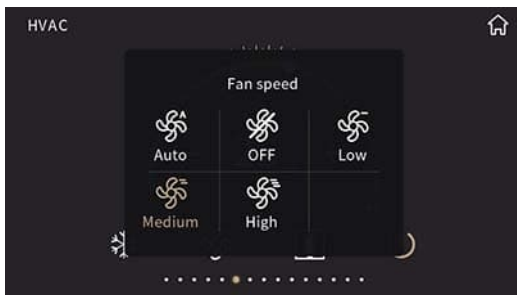 HVAC
Fan speed
Auto
OFF
Low
Medium
High